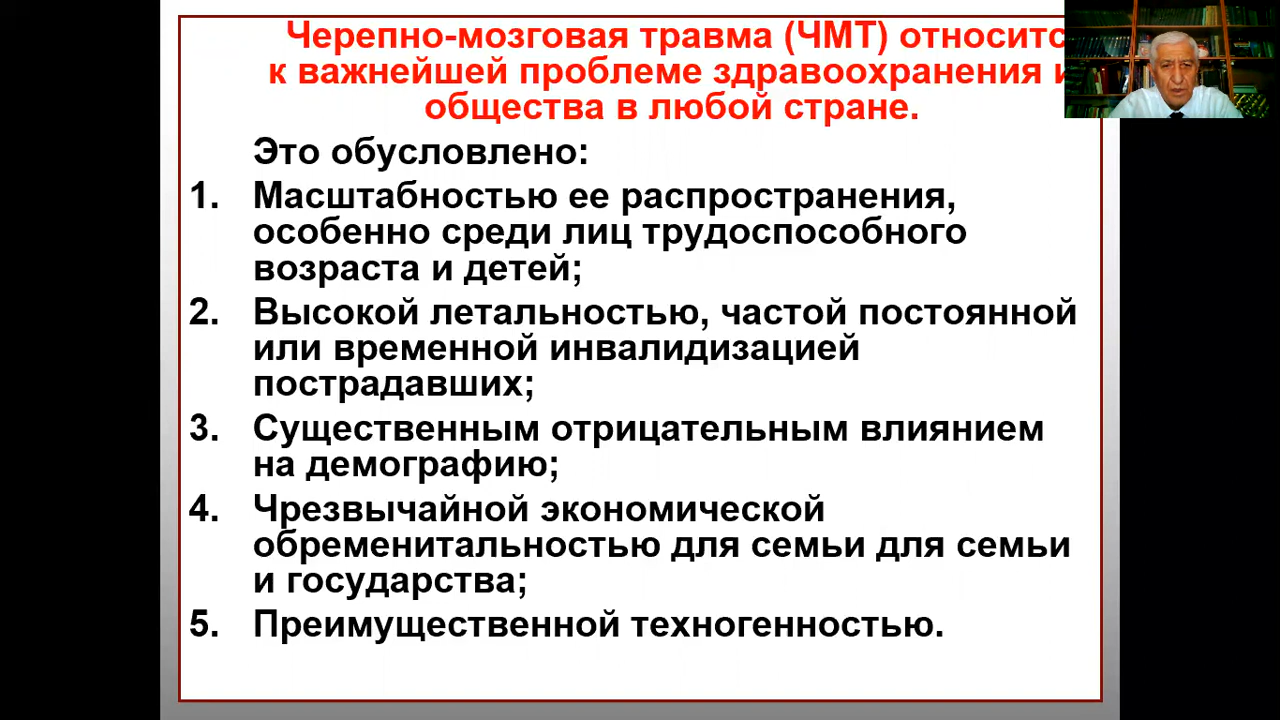 Черепно-мозговая травма (ЧМТ) относитс
к важнейшей проблеме здравоохранения и
общества в любой стране.
Это обусловлено:
1. Масштабностью ее распространения,
особенно среди лиц трудоспособного
возраста и детей;
2. Высокой летальностью, частой постоянной
или временной инвалидизацией
пострадавших;
3. Существенным отрицательным влиянием
на демографию;
4. Чрезвычайной экономической
обременитальностью для семьи для семьи
и государства;
5. Преимущественной техногенностью.